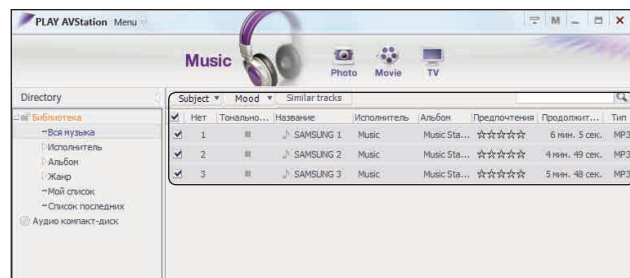 PLAY AVStation Menu
M
Music Photo Movie TV
Directory
Subject Mood Similar tracks
Библиотека
Вся музыка
Исполнитель
Альбом
Жанр
Мой список
Список последних
Аудио компакт-диск
Нет Тонально... Название Исполнитель Альбом Предпочтения Продолжит... Тип
1 SAMSUNG 1 Music Music Sta... 6 мин. 5 сек. MP3
2 SAMSUNG 2 Music Music Sta... 4 мин. 49 сек. MP3
3 SAMSUNG 3 Music Music Sta... 5 мин. 48 сек. MP3